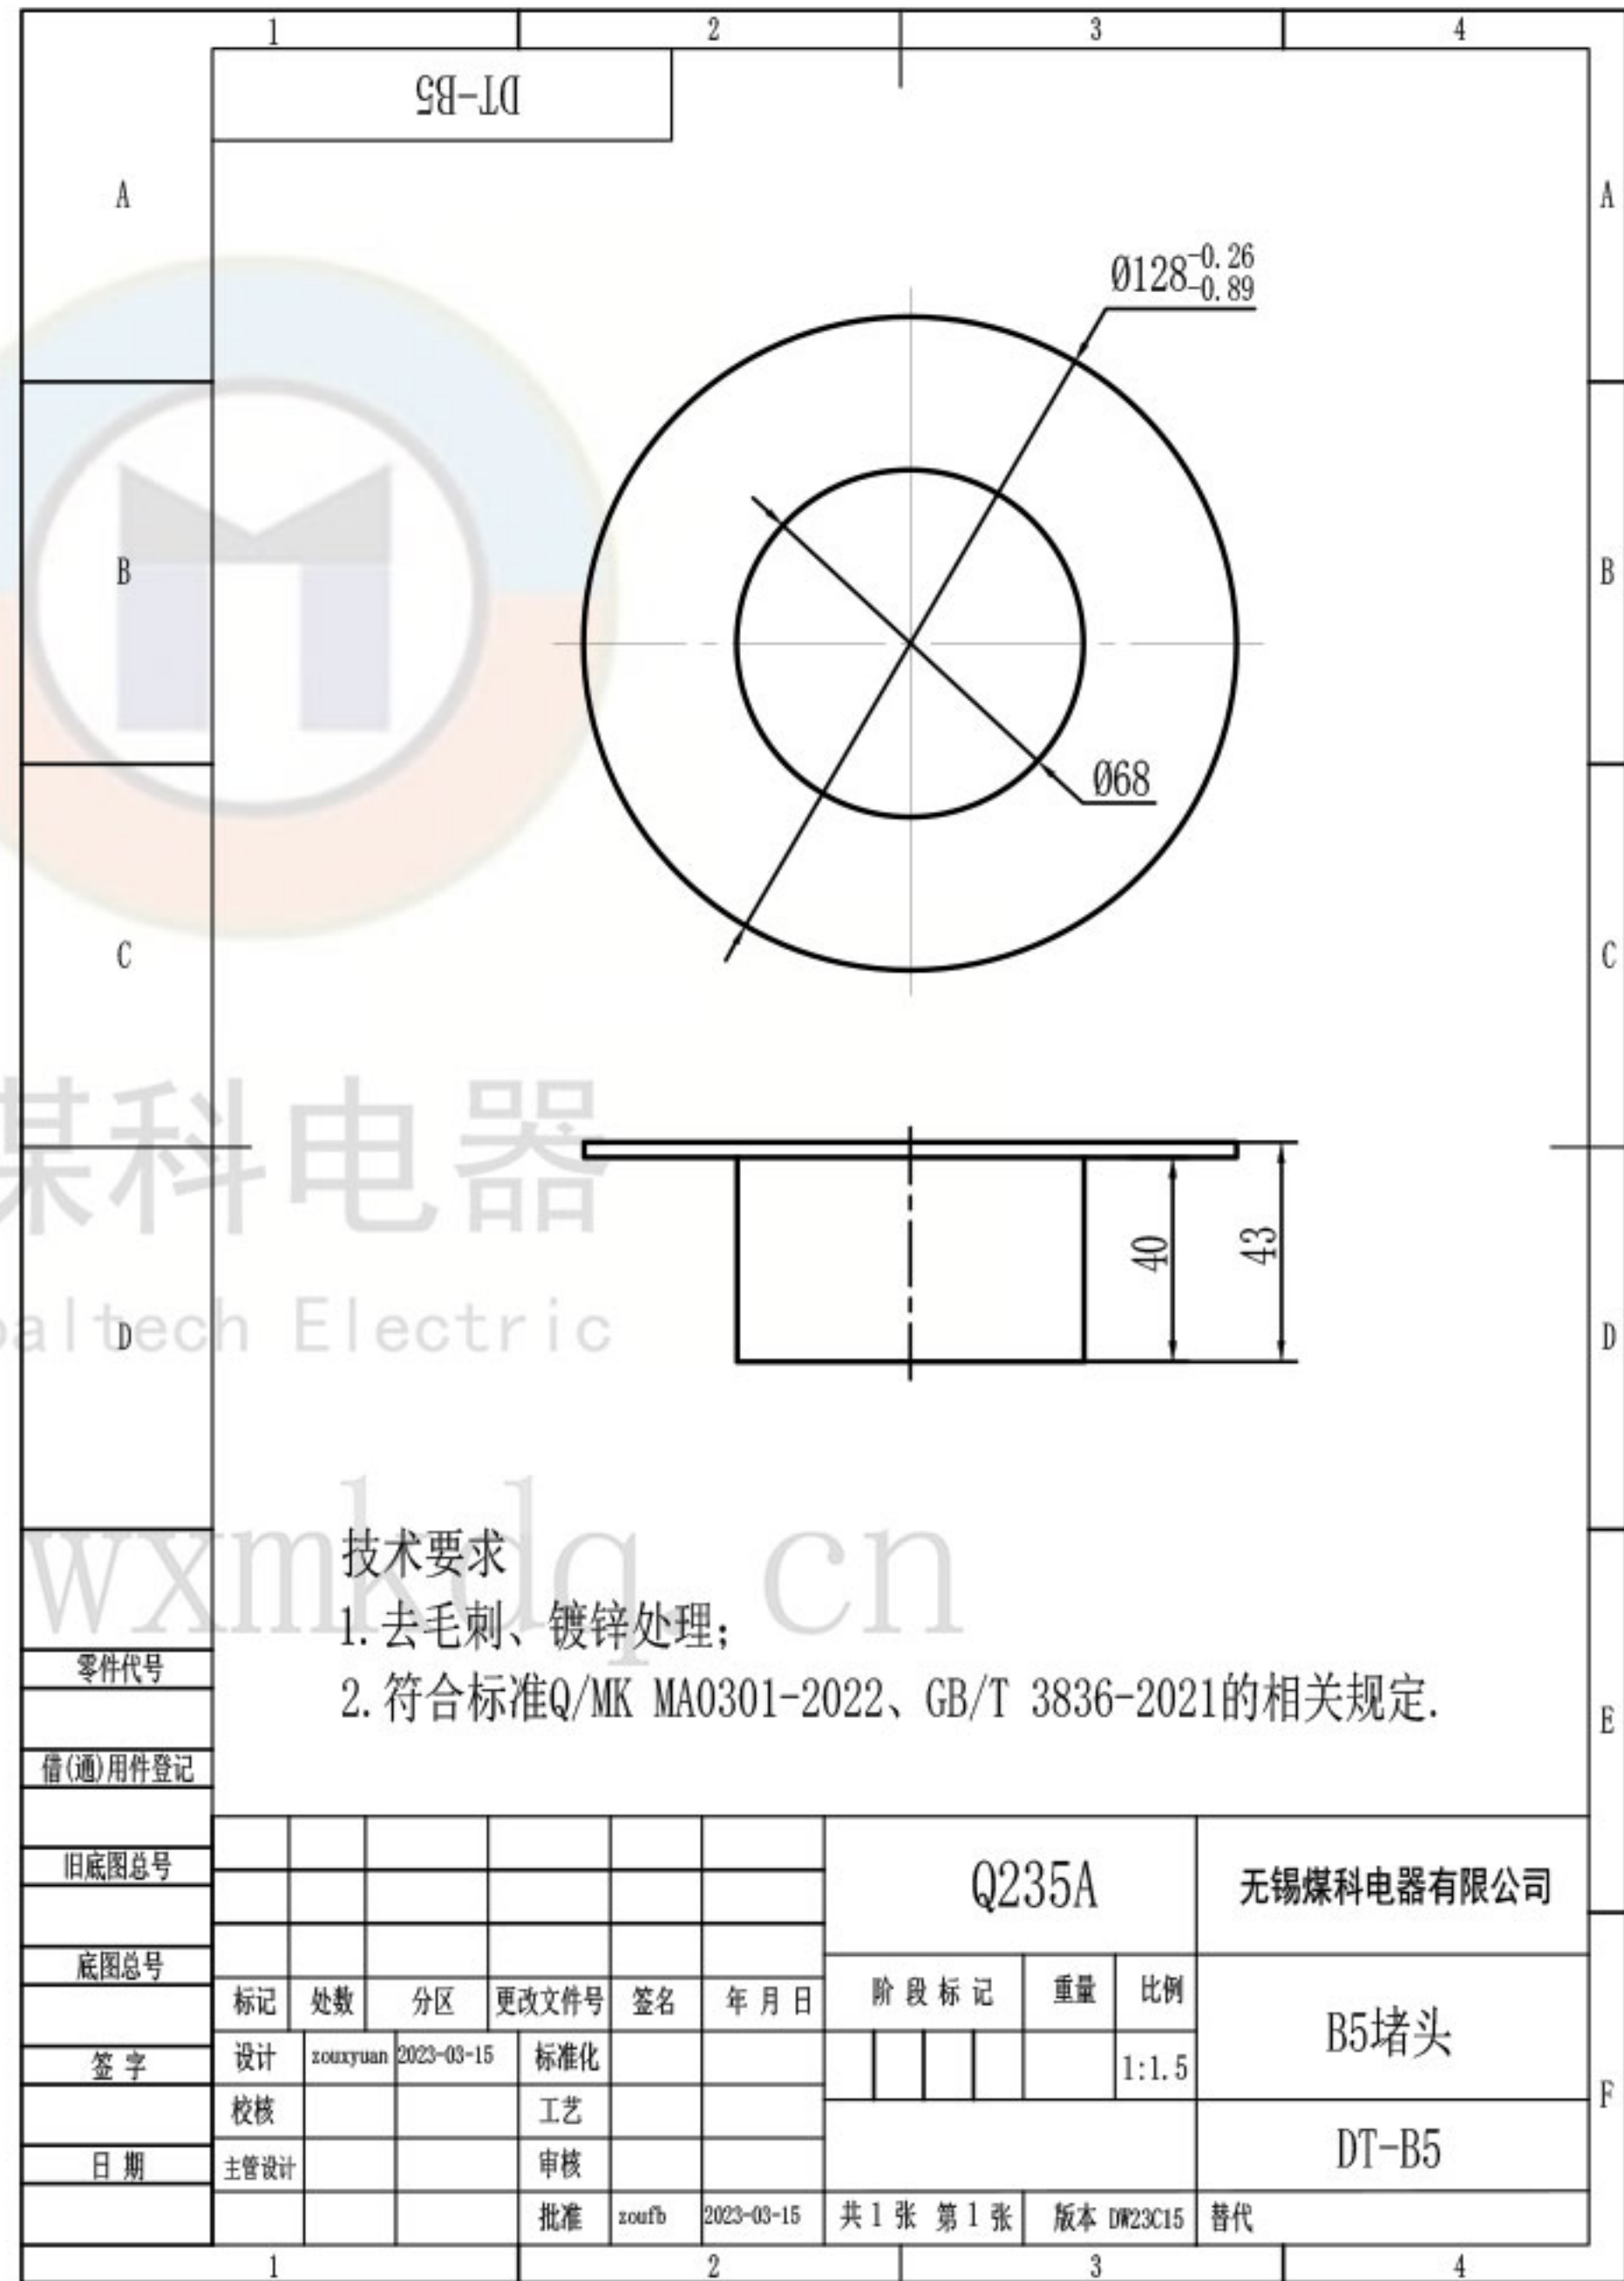 1 2 3 4
DT-B5
A A
Ø128 -0.26
-0.89
B B
Ø68
C C
煤科电器
40
43
altech Electric
D D
wxmkdq.cn
技术要求
1.去毛刺、镀锌处理;
2.符合标准Q/MK MA0301-2022、GB/T 3836-2021的相关规定.
零件代号
E
借(通)用件登记
旧底图总号
Q235A
无锡煤科电器有限公司
底图总号
标记 处数 分区 更改文件号 签名 年 月 日
阶 段 标 记 重量 比例
B5堵头
签 字
设计 zouxyuan 2023-03-15 标准化
1:1.5
F
校核 工艺
DT-B5
日 期
主管设计 审核
批准 zoufb 2023-03-15 共 1 张 第 1 张 版本 DW23C15 替代
1 2 3 4